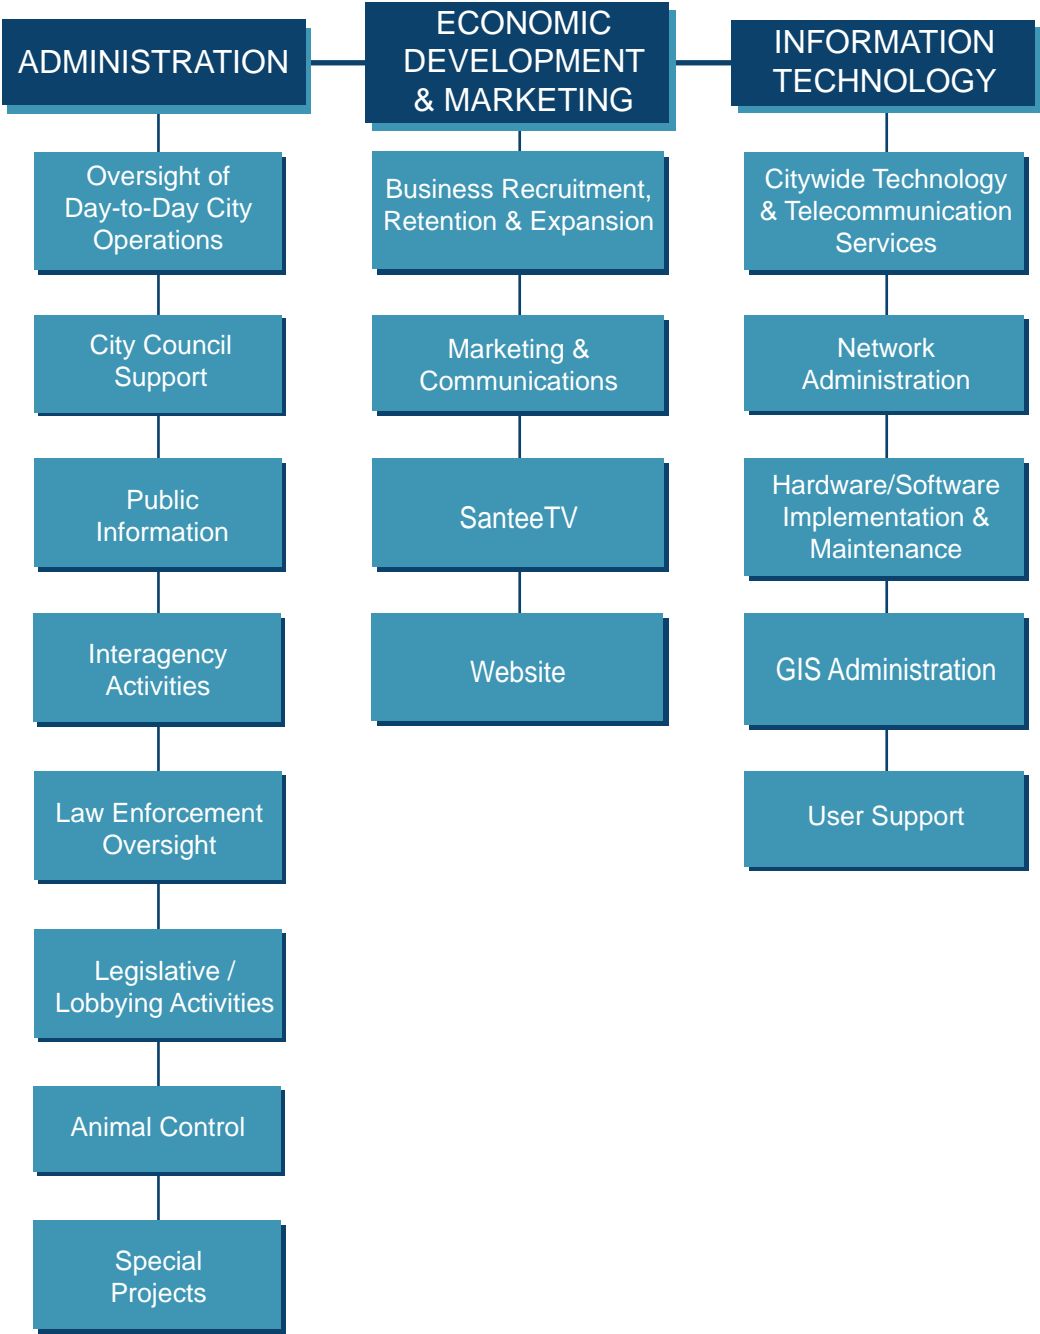 ADMINISTRATION
ECONOMIC
DEVELOPMENT
& MARKETING
INFORMATION
TECHNOLOGY
Oversight of
Day-to-Day City
Operations
City Council
Support
Public
Information
Interagency
Activities
Law Enforcement
Oversight
Legislative /
Lobbying Activities
Animal Control
Special
Projects
Business Recruitment,
Retention & Expansion
Marketing &
Communications
SanteeTV
Website
Citywide Technology
& Telecommunication
Services
Network
Administration
Hardware/Software
Implementation &
Maintenance
GIS Administration
User Support